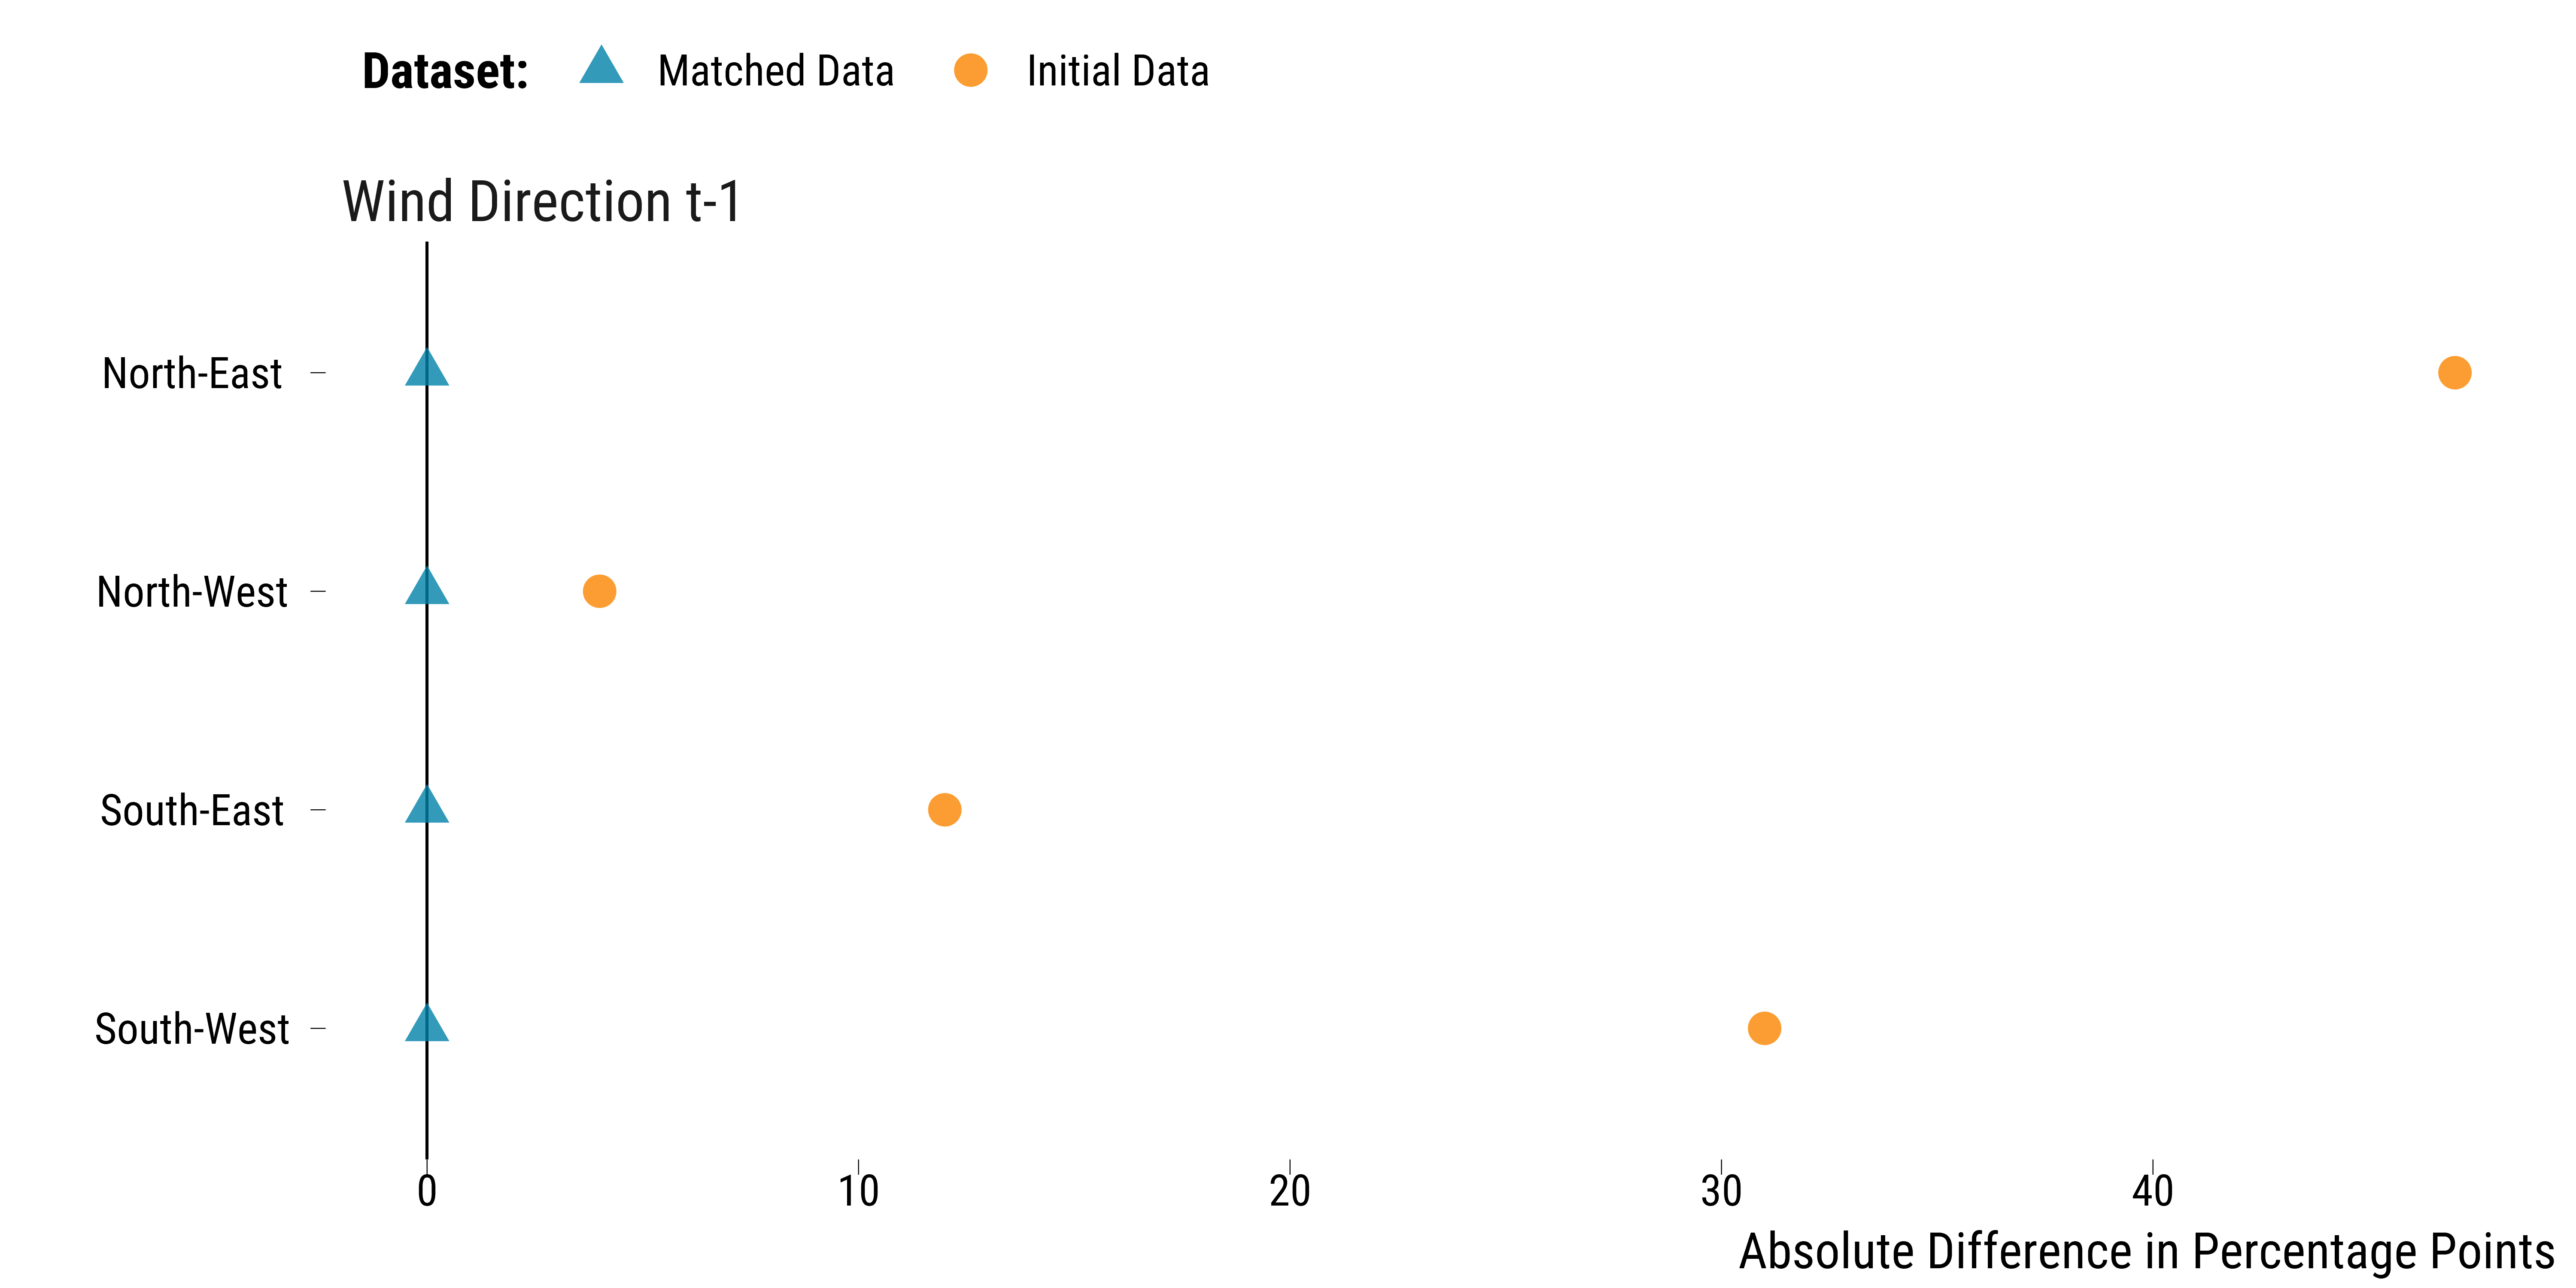 Dataset: Matched Data Initial Data
Wind Direction t-1
North-East
North-West
South-East
South-West
0 10 20 30 40
Absolute Difference in Percentage Points